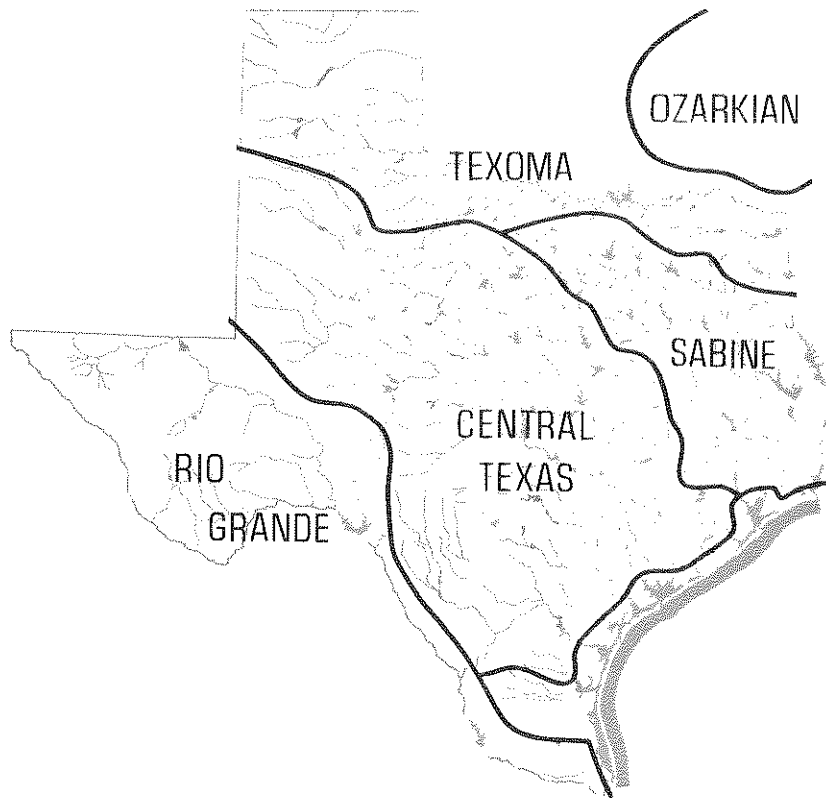 OZARKIAN
TEXOMA
SABINE
CENTRAL
TEXAS
RIO
GRANDE